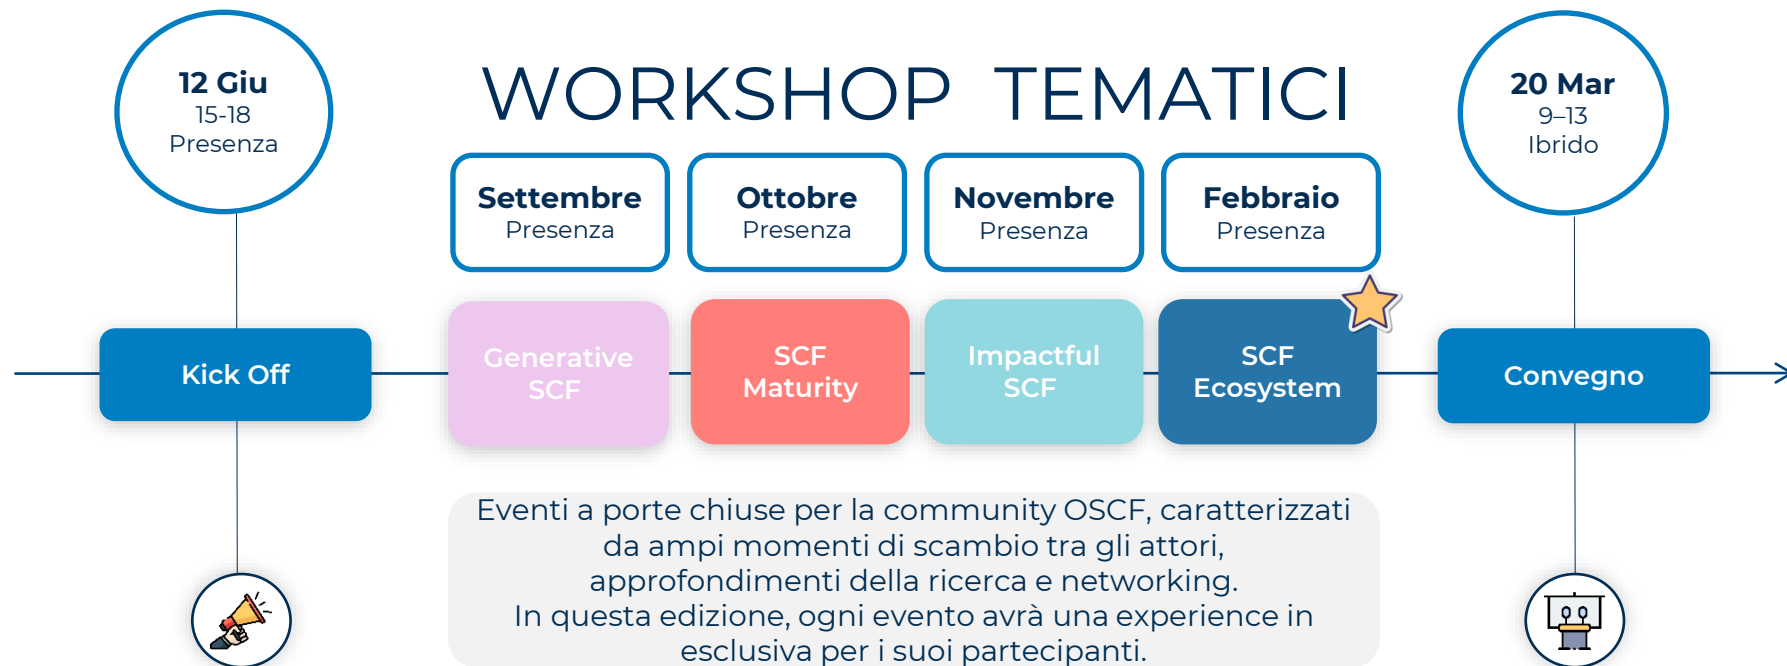 12 Giu
15-18
Presenza
WORKSHOP TEMATICI
20 Mar
9–13
Ibrido
Settembre
Presenza
Ottobre
Presenza
Novembre
Presenza
Febbraio
Presenza
Kick Off
Generative
SCF
SCF
Maturity
Impactful
SCF
SCF
Ecosystem
Convegno
Eventi a porte chiuse per la community OSCF, caratterizzati
da ampi momenti di scambio tra gli attori,
approfondimenti della ricerca e networking.
In questa edizione, ogni evento avrà una experience in
esclusiva per i suoi partecipanti.